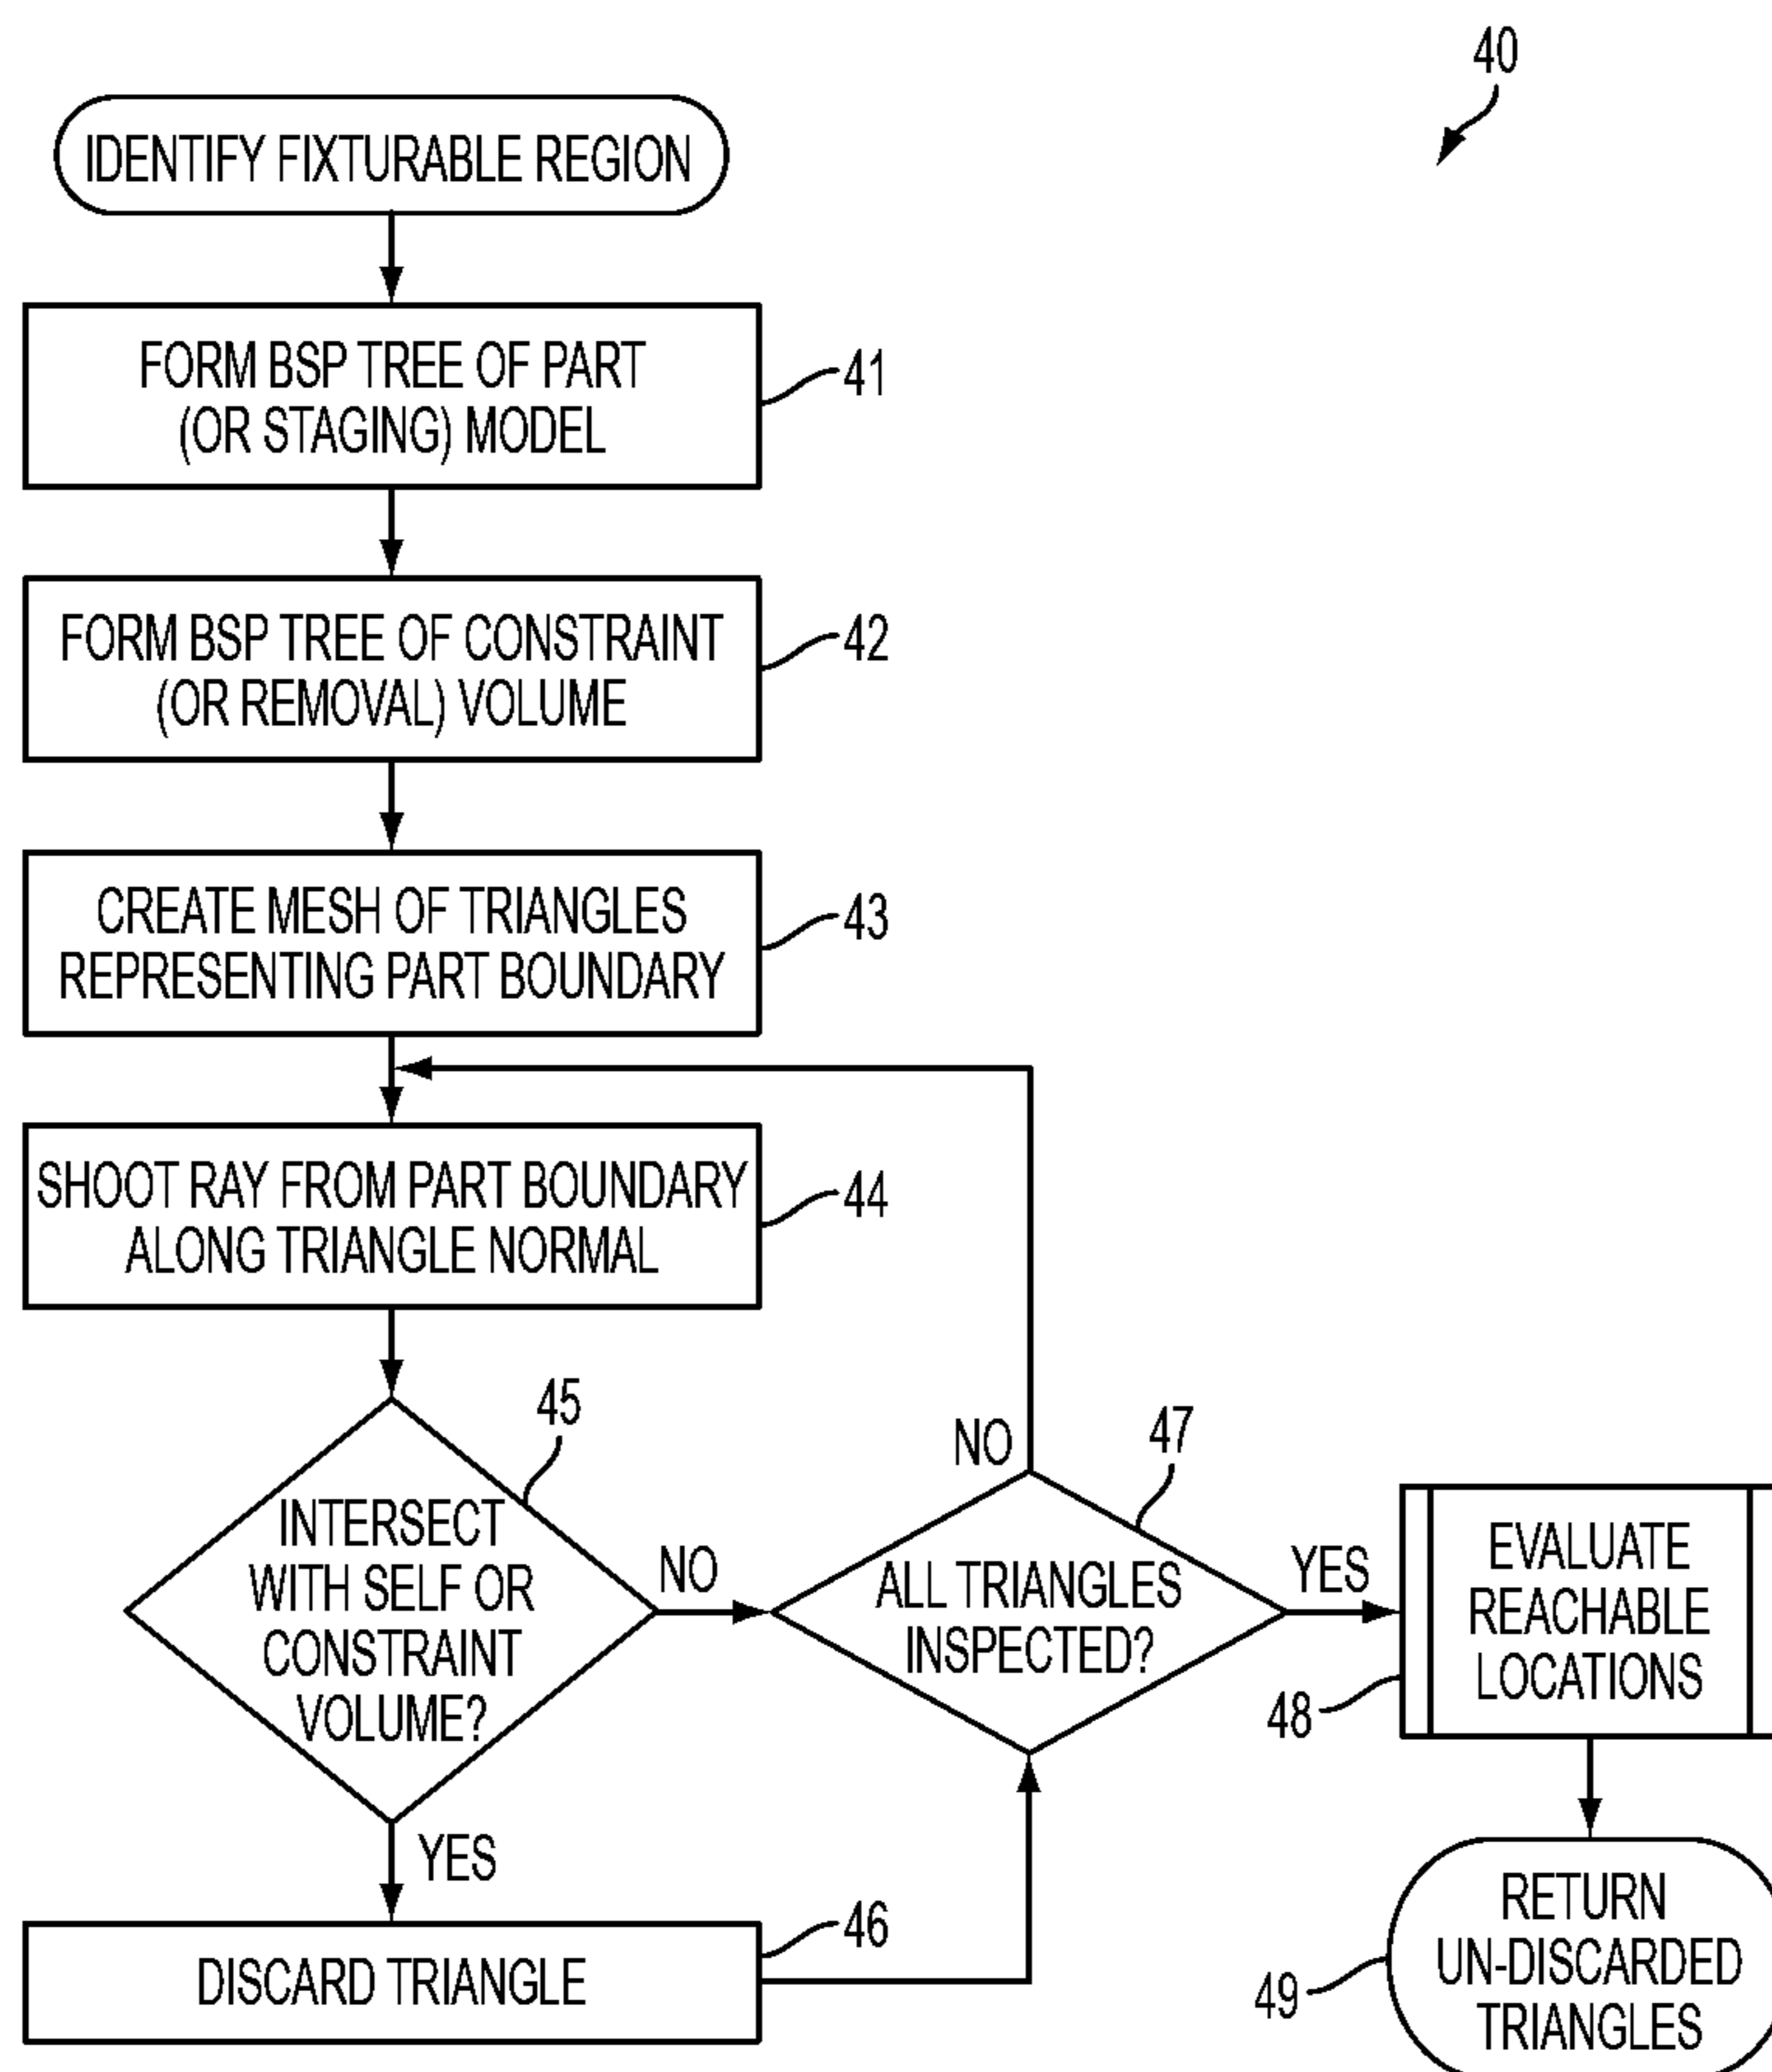 40
IDENTIFY FIXTURABLE REGION
FORM BSP TREE OF PART
(OR STAGING) MODEL
41
FORM BSP TREE OF CONSTRAINT
(OR REMOVAL) VOLUME
42
CREATE MESH OF TRIANGLES
REPRESENTING PART BOUNDARY
43
SHOOT RAY FROM PART BOUNDARY
ALONG TRIANGLE NORMAL
44
INTERSECT
WITH SELF OR
CONSTRAINT
VOLUME?
45
NO
YES
DISCARD TRIANGLE
46
ALL TRIANGLES
INSPECTED?
47
NO
YES
EVALUATE
REACHABLE
LOCATIONS
48
RETURN
UN-DISCARDED
TRIANGLES
49